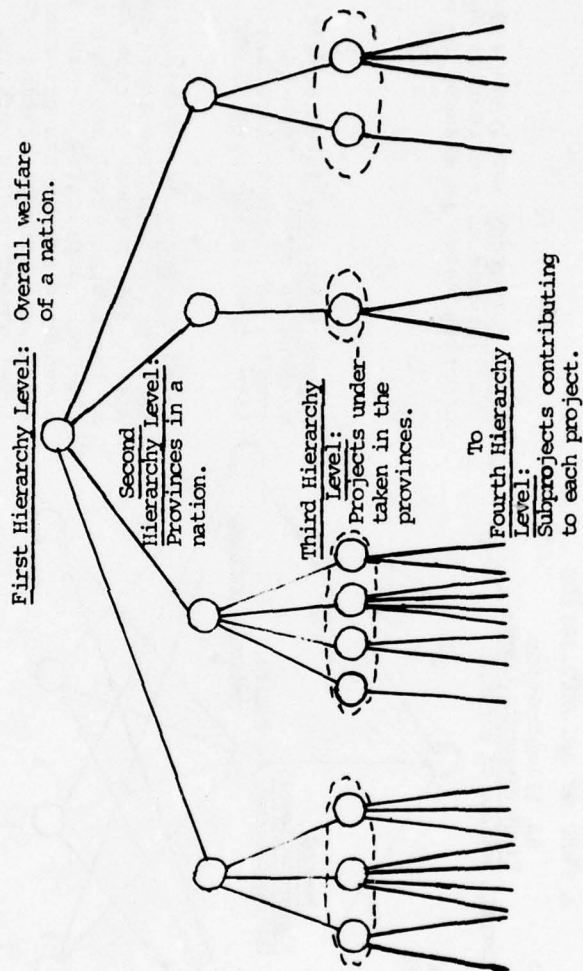 First Hierarchy Level: Overall welfare
of a nation.
Second
Hierarchy Level:
Provinces in a
nation.
Third Hierarchy
Level:
Projects under-
taken in the
provinces.
To
Fourth Hierarchy
Level:
Subprojects contributing
to each project.